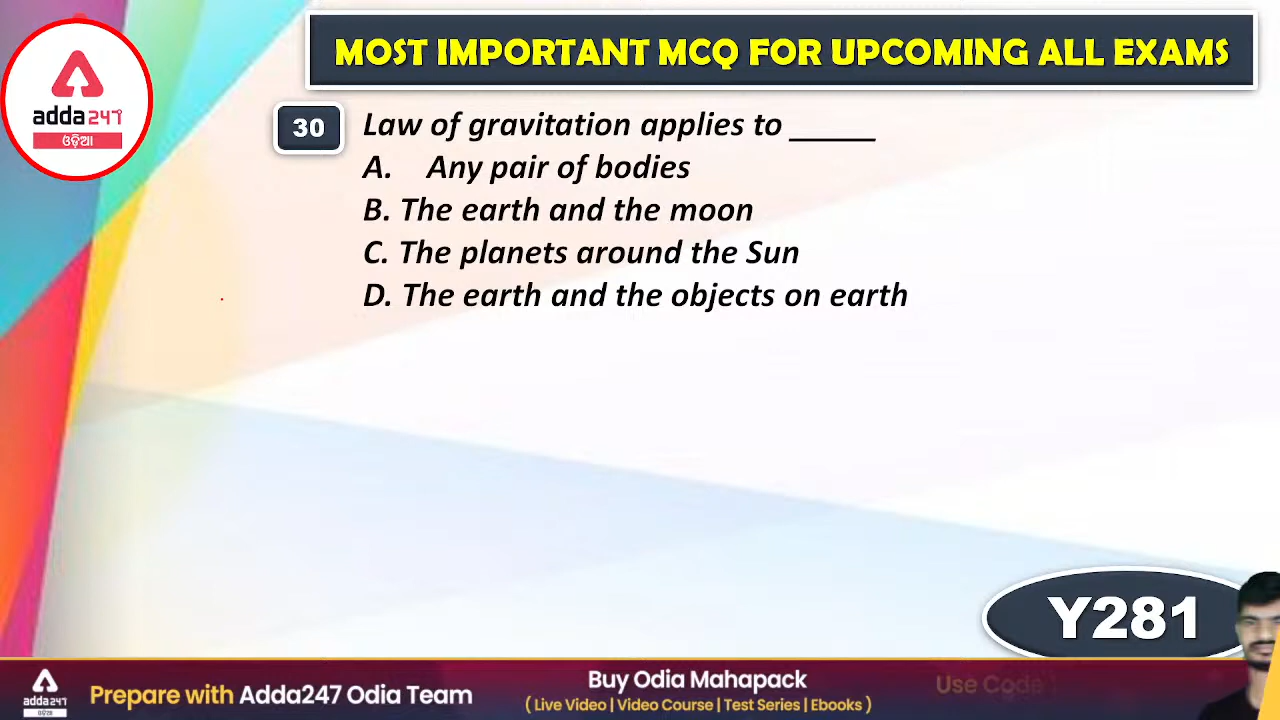 MOST IMPORTANT MCQ FOR UPCOMING ALL EXAMS
adda247
ଓଡ଼ିଆ
30 Law of gravitation applies to _____
A. Any pair of bodies
B. The earth and the moon
C. The planets around the Sun
D. The earth and the objects on earth
Y281
adda247
ଓଡ଼ିଆ
Prepare with Adda247 Odia Team
Buy Odia Mahapack
( Live Video | Video Course | Test Series | Ebooks )
Use Code